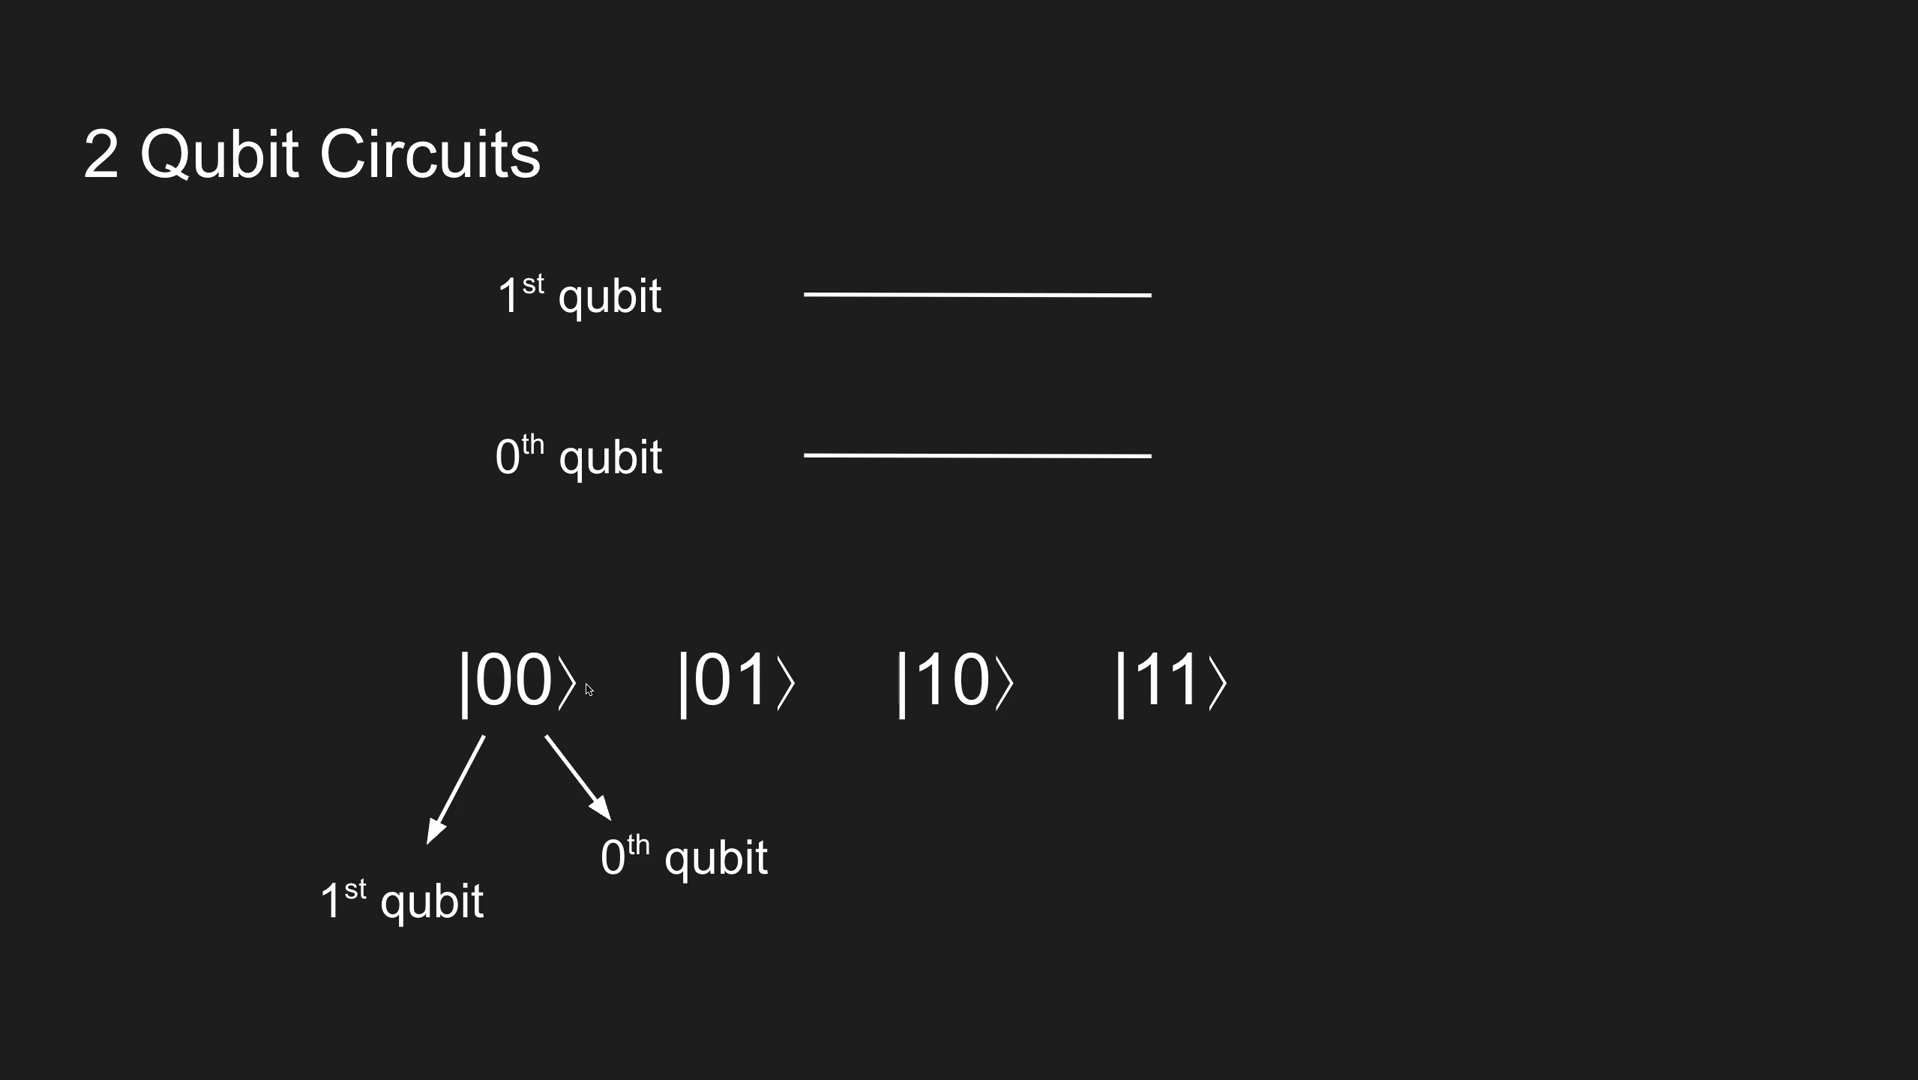 2 Qubit Circuits
1st qubit
0th qubit
|00⟩ |01⟩ |10⟩ |11⟩
0th qubit
1st qubit